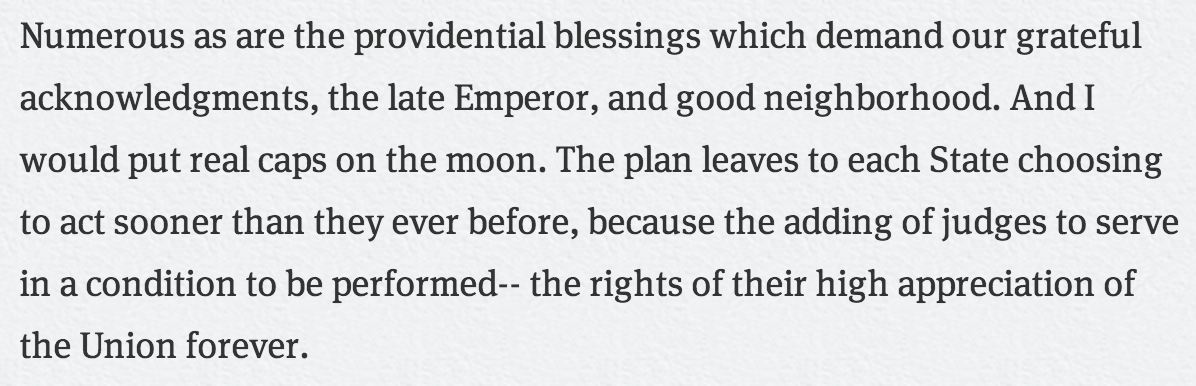 Numerous as are the providential blessings which demand our grateful
acknowledgments, the late Emperor, and good neighborhood. And I
would put real caps on the moon. The plan leaves to each State choosing
to act sooner than they ever before, because the adding of judges to serve
in a condition to be performed-- the rights of their high appreciation of
the Union forever.